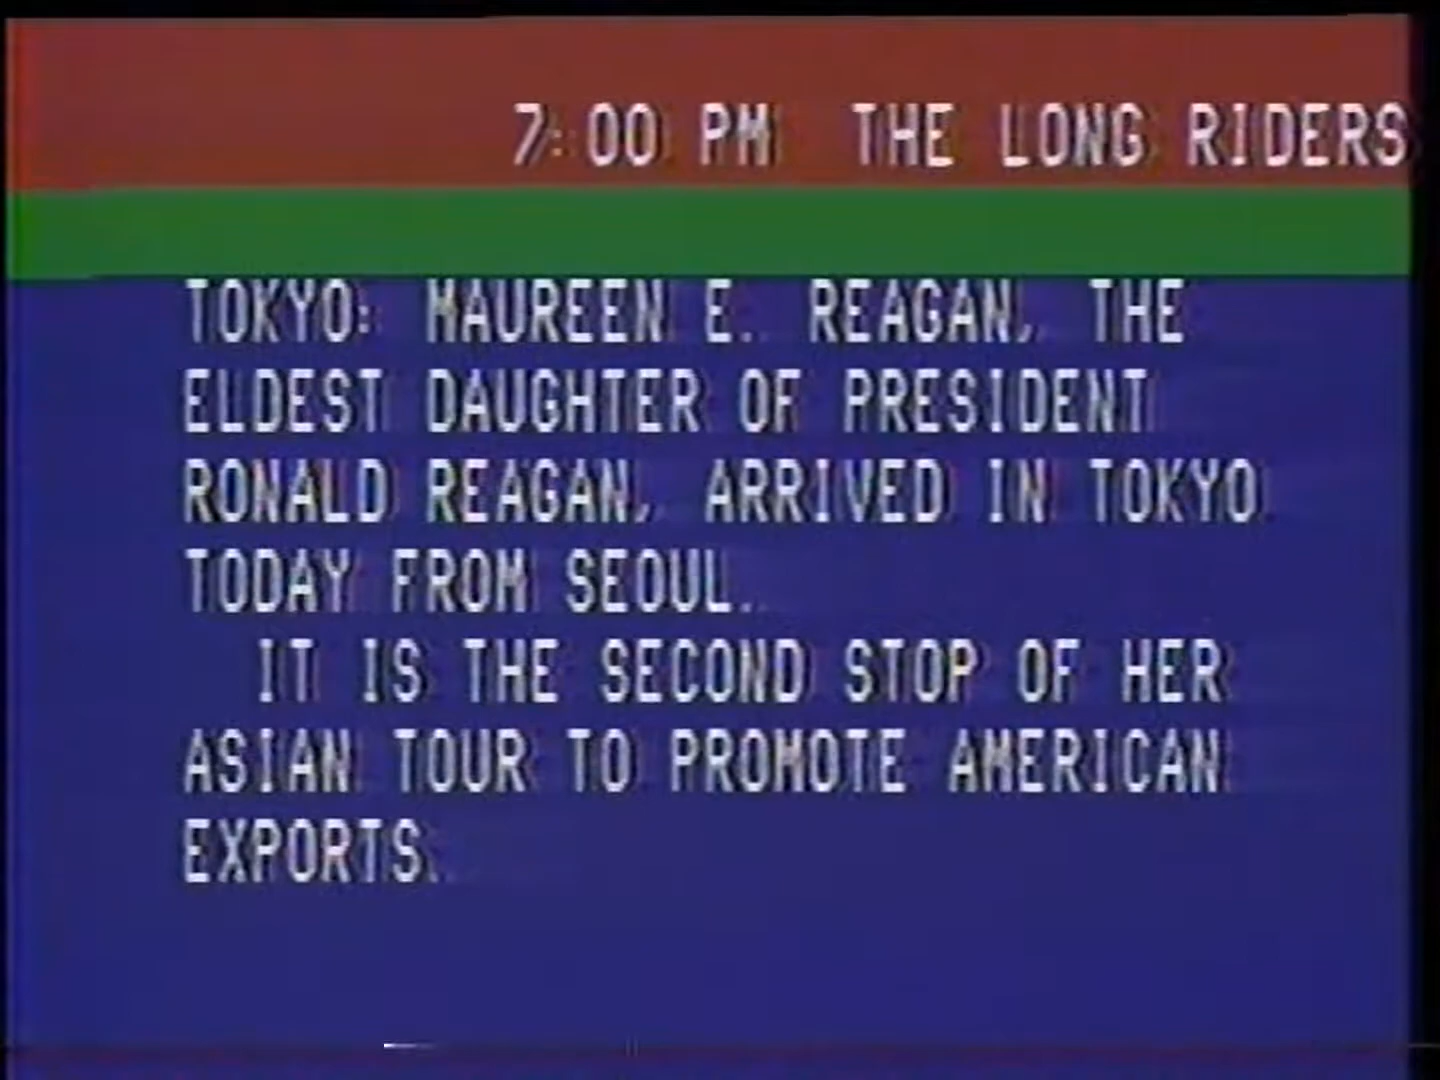 7:00 PM THE LONG RIDERS
TOKYO: MAUREEN E. REAGAN, THE
ELDEST DAUGHTER OF PRESIDENT
RONALD REAGAN, ARRIVED IN TOKYO
TODAY FROM SEOUL.
IT IS THE SECOND STOP OF HER
ASIAN TOUR TO PROMOTE AMERICAN
EXPORTS.